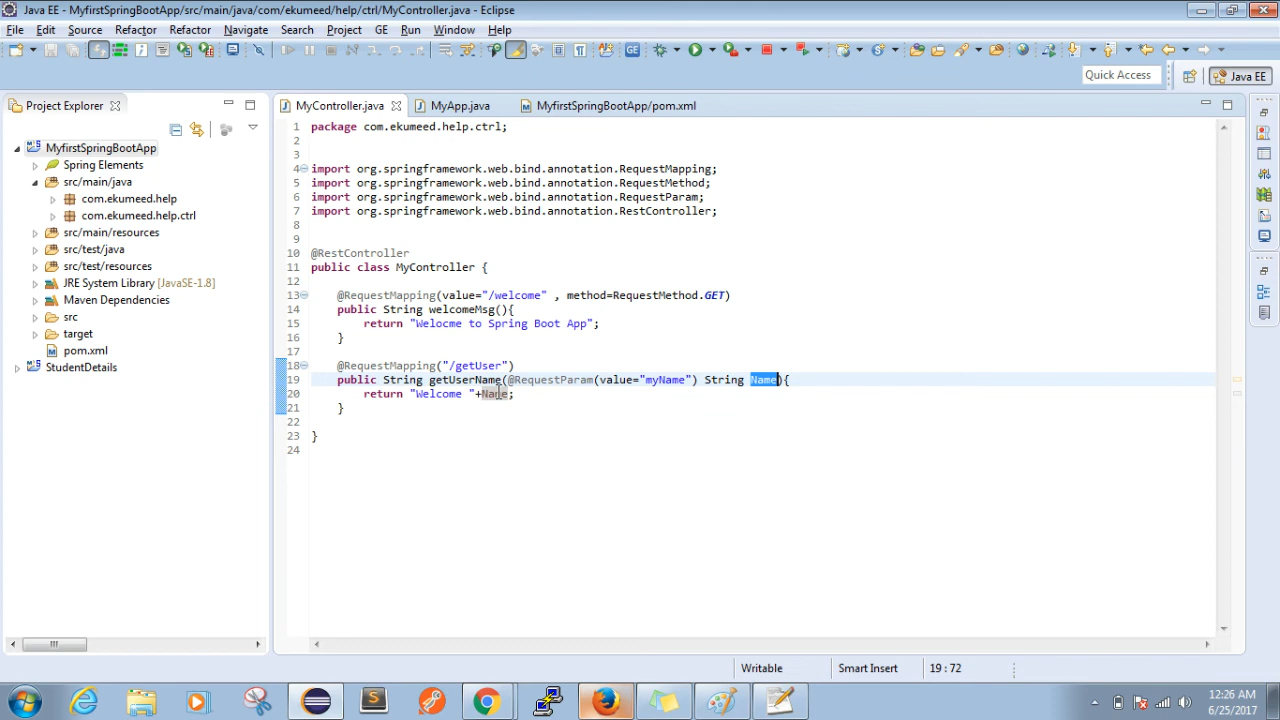 Java EE - MyfirstSpringBootApp/src/main/java/com/ekumeed/help/ctrl/MyController.java - Eclipse
File Edit Source Refactor Refactor Navigate Search Project GE Run Window Help
GE
Quick Access Java EE
Project Explorer
MyController.java MyApp.java MyfirstSpringBootApp/pom.xml
MyfirstSpringBootApp
Spring Elements
src/main/java
com.ekumeed.help
com.ekumeed.help.ctrl
src/main/resources
src/test/java
src/test/resources
JRE System Library [JavaSE-1.8]
Maven Dependencies
src
target
pom.xml
StudentDetails
1 package com.ekumeed.help.ctrl;
2
3
4 import org.springframework.web.bind.annotation.RequestMapping;
5 import org.springframework.web.bind.annotation.RequestMethod;
6 import org.springframework.web.bind.annotation.RequestParam;
7 import org.springframework.web.bind.annotation.RestController;
8
9
10 @RestController
11 public class MyController {
12
13 @RequestMapping(value="/welcome" , method=RequestMethod.GET)
14 public String welcomeMsg(){
15 return "Welocme to Spring Boot App";
16 }
17
18 @RequestMapping("/getUser")
19 public String getUserName(@RequestParam(value="myName") String Name){
20 return "Welcome "+Name;
21 }
22
23 }
24
Writable Smart Insert 19 : 72
12:26 AM
6/25/2017